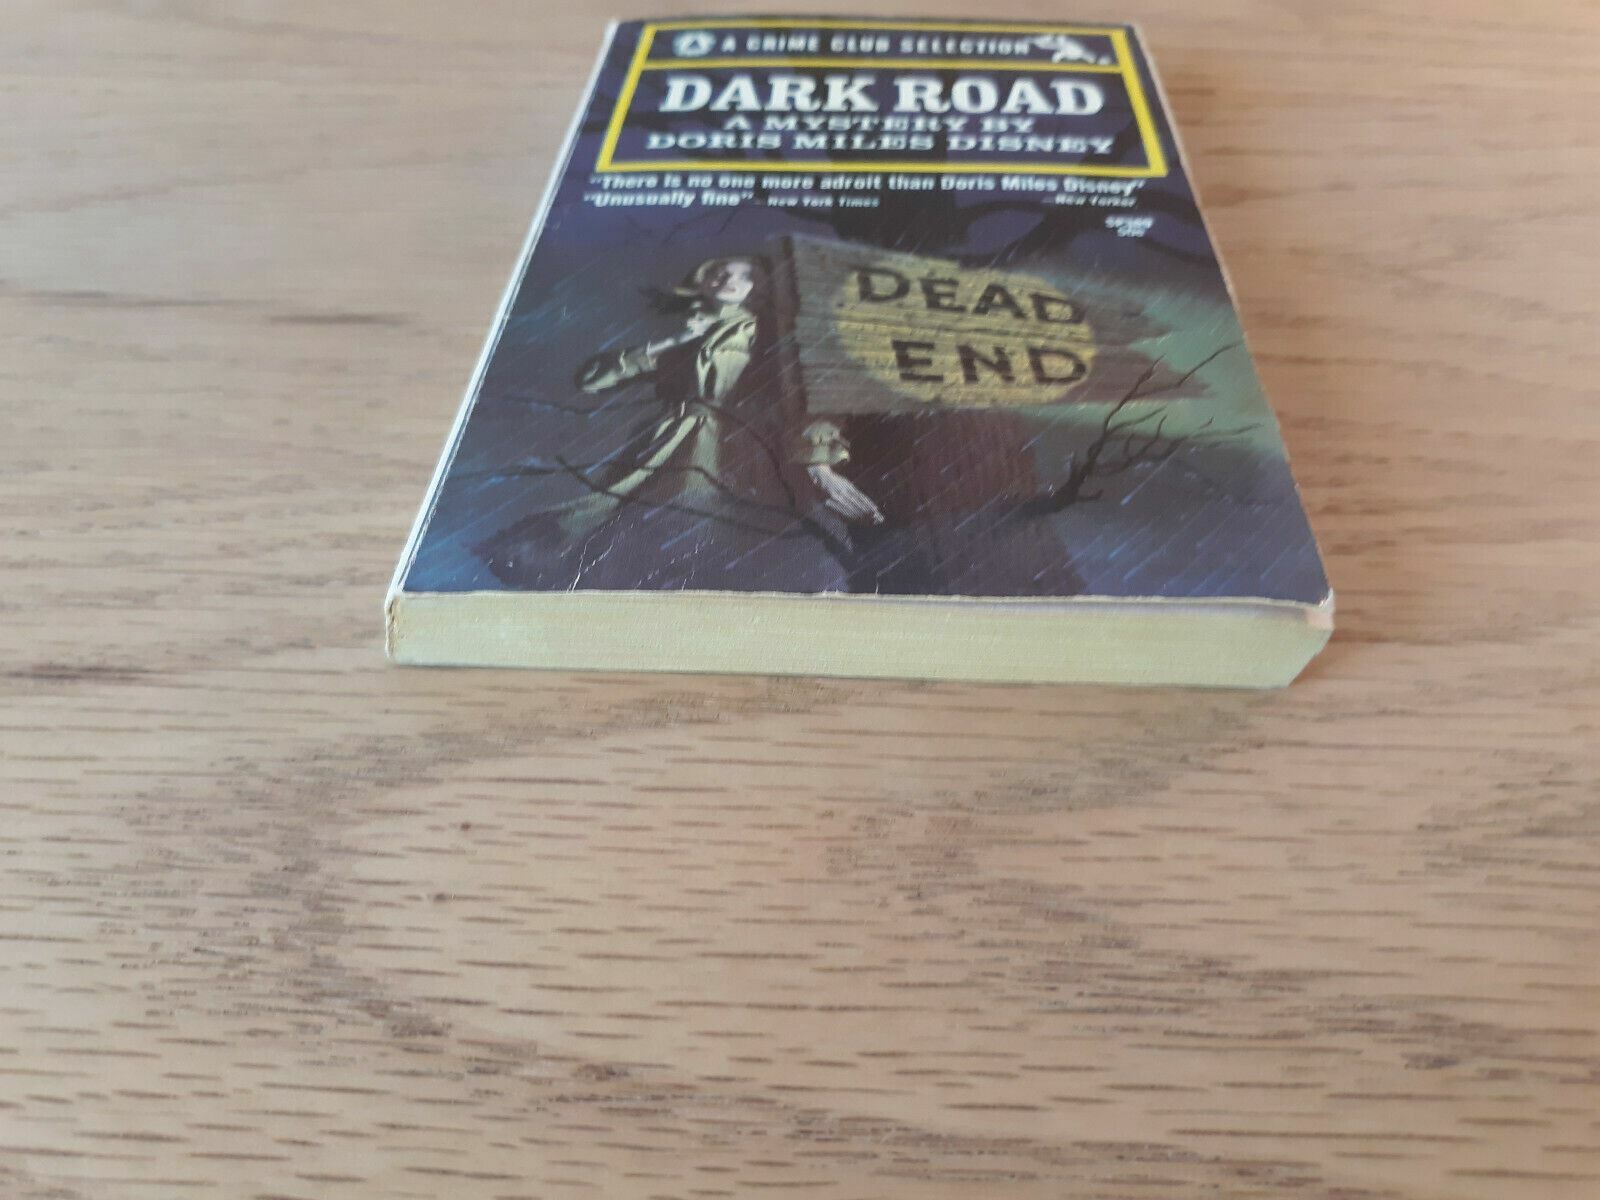 A CRIME CLUB SELECTION
DARK ROAD
A MYSTERY BY
DORIS MILES DISNEY
"There is no one more adroit than Doris Miles Disney"
—New Yorker
"Unusually fine"—New York Times
50¢
DEAD
END